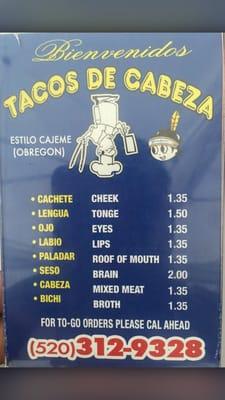 Bienvenidos
TACOS DE CABEZA
ESTILO CAJEME
(OBREGON)
• CACHETE CHEEK 1.35
• LENGUA TONGE 1.50
• OJO EYES 1.35
• LABIO LIPS 1.35
• PALADAR ROOF OF MOUTH 1.35
• SESO BRAIN 2.00
• CABEZA MIXED MEAT 1.35
• BICHI BROTH 1.35
FOR TO-GO ORDERS PLEASE CAL AHEAD
(520) 312-9328